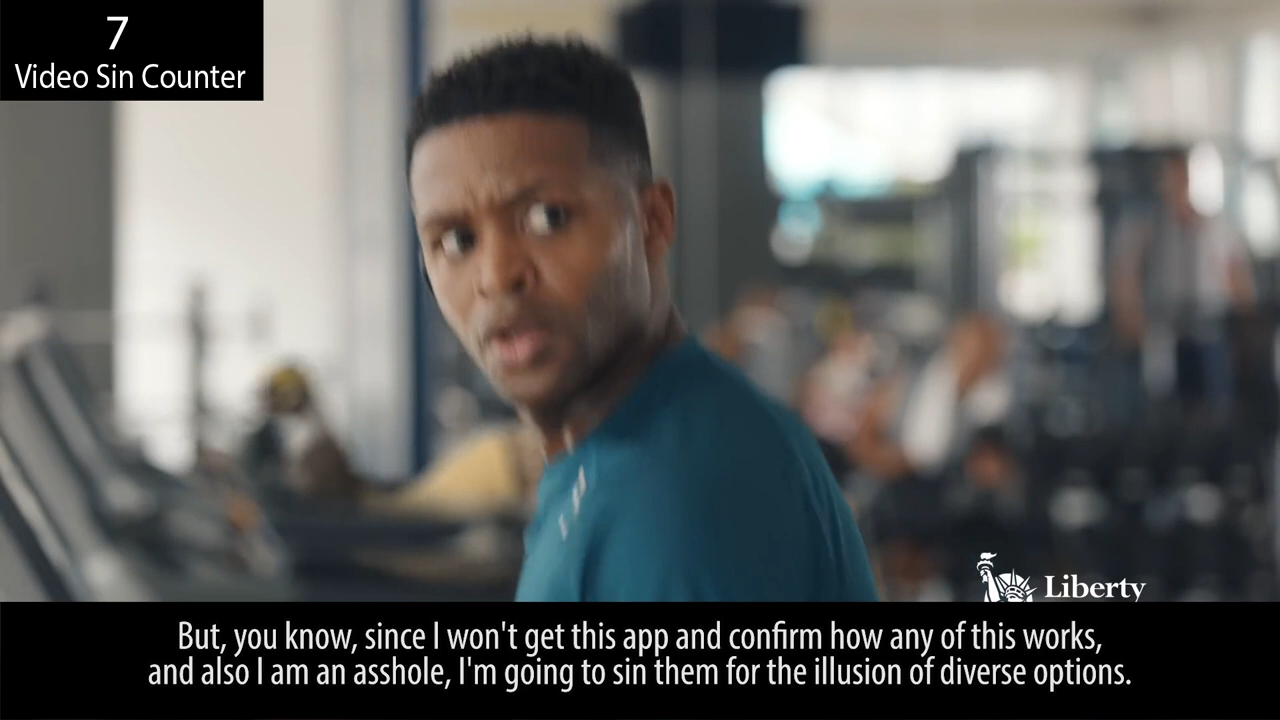 7
Video Sin Counter
Liberty
But, you know, since I won't get this app and confirm how any of this works,
and also I am an asshole, I'm going to sin them for the illusion of diverse options.